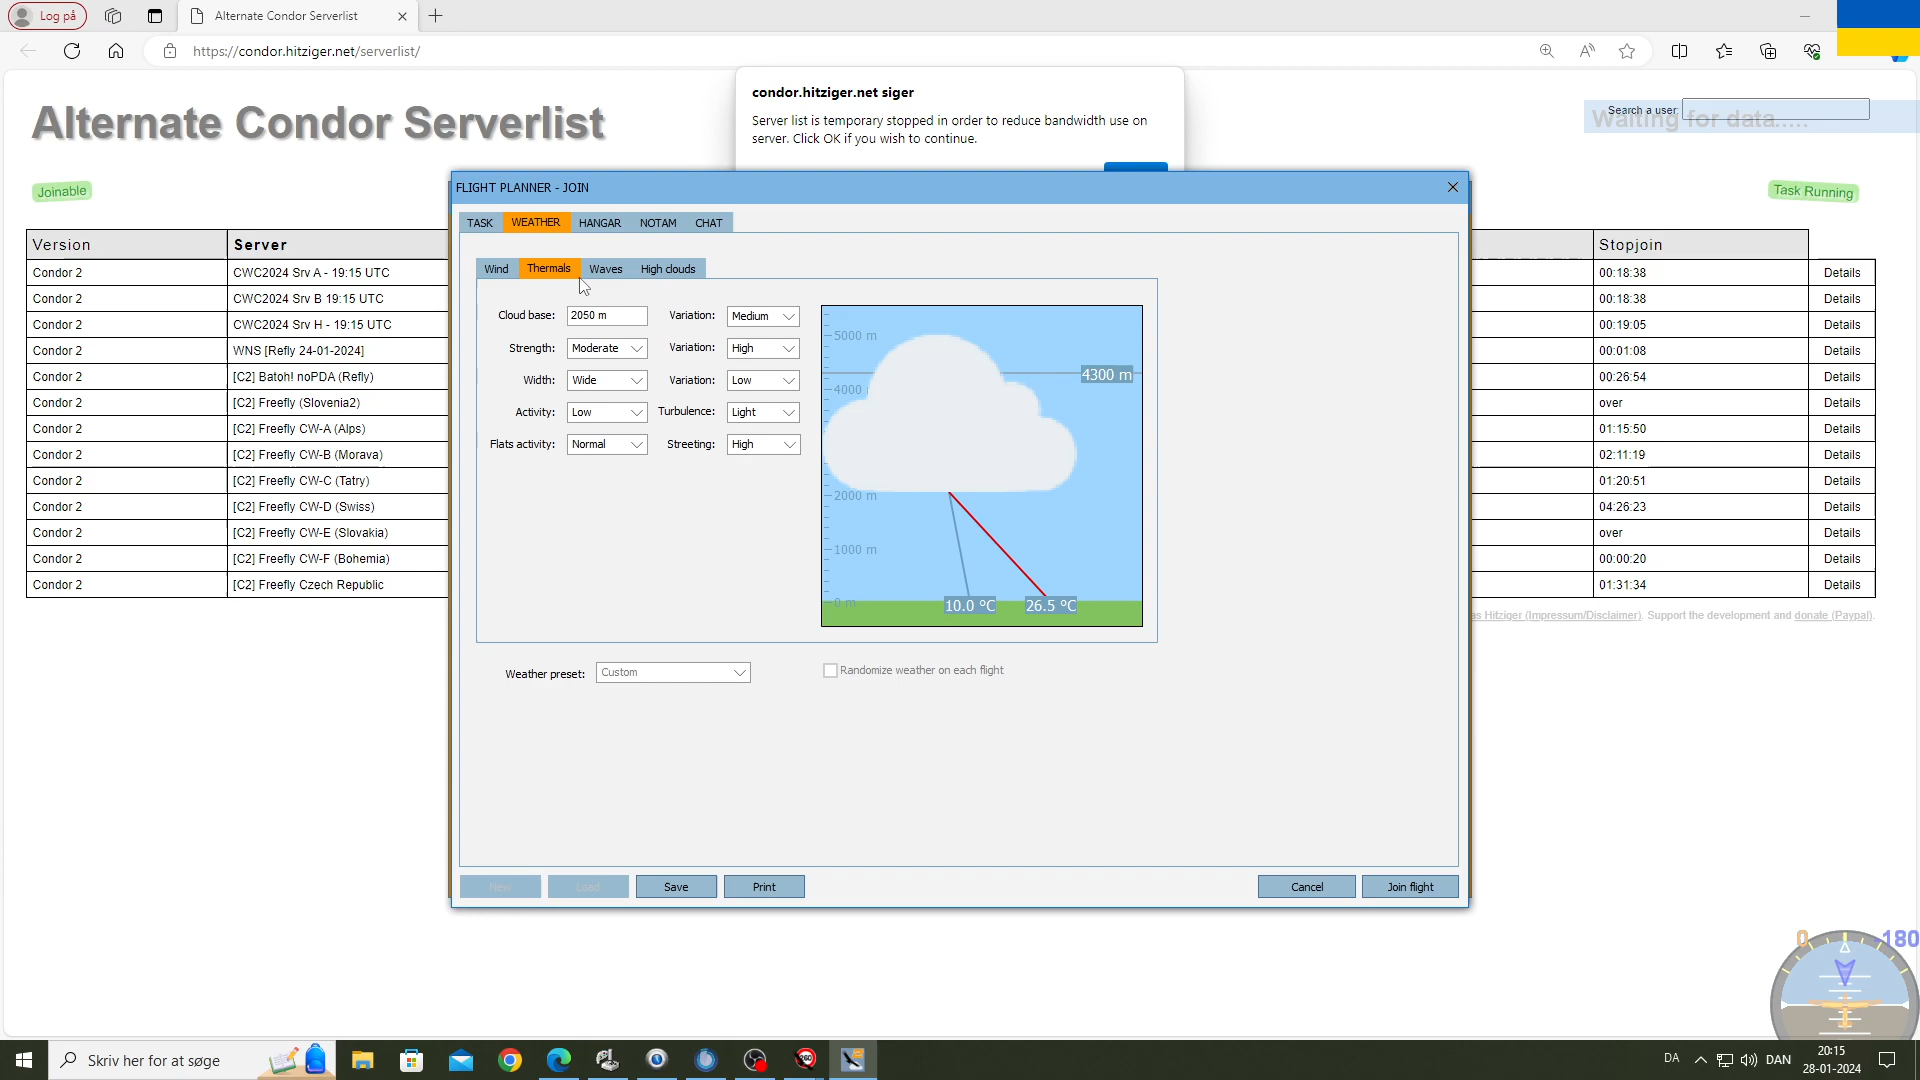 Log på
Alternate Condor Serverlist
https://condor.hitziger.net/serverlist/
Alternate Condor Serverlist
condor.hitziger.net siger
Server list is temporary stopped in order to reduce bandwidth use on
server. Click OK if you wish to continue.
Search a user:
Waiting for data.....
Joinable
Task Running
Version Server Stopjoin
Condor 2 CWC2024 Srv A - 19:15 UTC 00:18:38 Details
Condor 2 CWC2024 Srv B 19:15 UTC 00:18:38 Details
Condor 2 CWC2024 Srv H - 19:15 UTC 00:19:05 Details
Condor 2 WNS [Refly 24-01-2024] 00:01:08 Details
Condor 2 [C2] Batoh! noPDA (Refly) 00:26:54 Details
Condor 2 [C2] Freefly (Slovenia2) over Details
Condor 2 [C2] Freefly CW-A (Alps) 01:15:50 Details
Condor 2 [C2] Freefly CW-B (Morava) 02:11:19 Details
Condor 2 [C2] Freefly CW-C (Tatry) 01:20:51 Details
Condor 2 [C2] Freefly CW-D (Swiss) 04:26:23 Details
Condor 2 [C2] Freefly CW-E (Slovakia) over Details
Condor 2 [C2] Freefly CW-F (Bohemia) 00:00:20 Details
Condor 2 [C2] Freefly Czech Republic 01:31:34 Details
as Hitziger (Impressum/Disclaimer). Support the development and donate (Paypal).
FLIGHT PLANNER - JOIN
TASK WEATHER HANGAR NOTAM CHAT
Wind Thermals Waves High clouds
Cloud base: 2050 m Variation: Medium
Strength: Moderate Variation: High
Width: Wide Variation: Low
Activity: Low Turbulence: Light
Flats activity: Normal Streeting: High
5000 m
4300 m
4000
2000 m
1000 m
0 m
10.0 °C 26.5 °C
Weather preset: Custom
Randomize weather on each flight
New Load Save Print Cancel Join flight
0 -180
Skriv her for at søge
DA DAN
20:15
28-01-2024